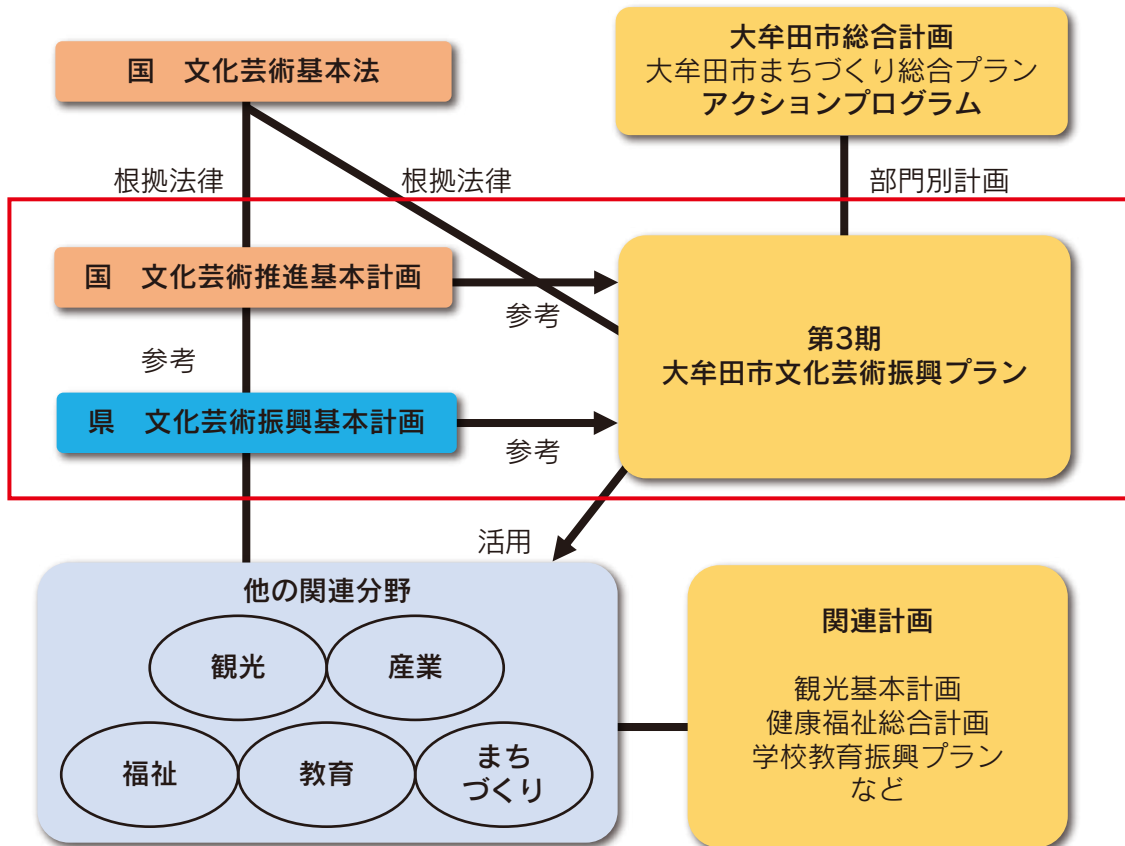 国　文化芸術基本法
大牟田市総合計画
大牟田市まちづくり総合プラン
アクションプログラム
根拠法律
根拠法律
部門別計画
国　文化芸術推進基本計画
参考
第3期
大牟田市文化芸術振興プラン
参考
県　文化芸術振興基本計画
参考
活用
他の関連分野
観光
産業
福祉
教育
まち
づくり
関連計画
観光基本計画
健康福祉総合計画
学校教育振興プラン
など